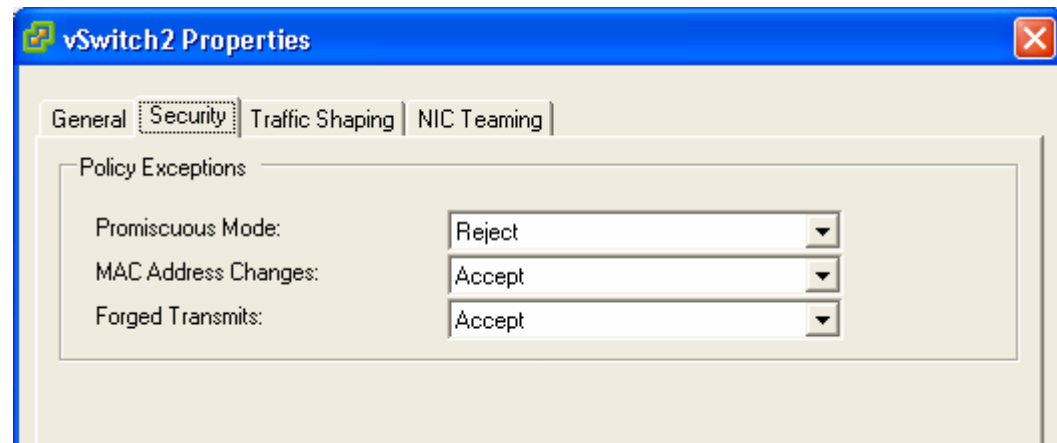 vSwitch2 Properties
General Security Traffic Shaping NIC Teaming
Policy Exceptions
Promiscuous Mode: Reject
MAC Address Changes: Accept
Forged Transmits: Accept